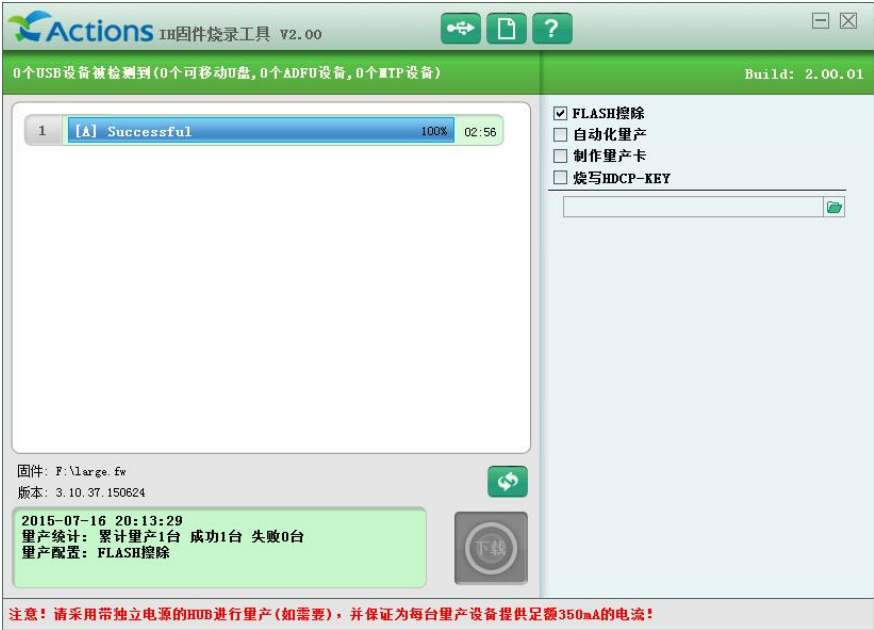 Actions IH固件烧录工具 V2.00
0个USB设备被检测到(0个可移动U盘,0个ADFU设备,0个MTP设备)
Build: 2.00.01
1 [A] Successful 100% 02:56
FLASH擦除
自动化量产
制作量产卡
烧写HDCP-KEY
固件: F:\large.fw
版本: 3.10.37.150624
2015-07-16 20:13:29
量产统计: 累计量产1台 成功1台 失败0台
量产配置: FLASH擦除
下载
注意! 请采用带独立电源的HUB进行量产(如需要), 并保证为每台量产设备提供足额350mA的电流!